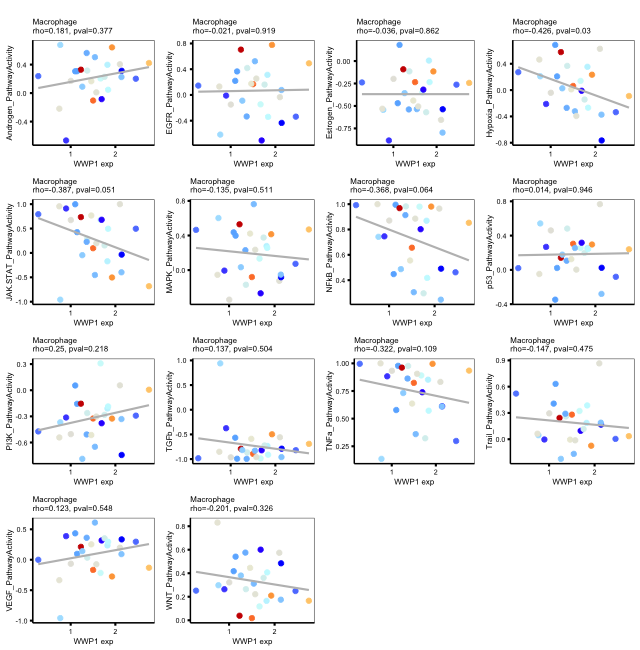 Macrophage
rho=0.181, pval=0.377
Androgen_PathwayActivity
0.4
0.0
-0.4
1
2
WWP1 exp
Macrophage
rho=-0.021, pval=0.919
EGFR_PathwayActivity
0.8
0.4
0.0
-0.4
1
2
WWP1 exp
Macrophage
rho=-0.036, pval=0.862
Estrogen_PathwayActivity
0.00
-0.25
-0.50
-0.75
1
2
WWP1 exp
Macrophage
rho=-0.426, pval=0.03
Hypoxia_PathwayActivity
0.4
0.0
-0.4
-0.8
1
2
WWP1 exp
Macrophage
rho=-0.387, pval=0.051
JAK.STAT_PathwayActivity
1.0
0.5
0.0
-0.5
-1.0
1
2
WWP1 exp
Macrophage
rho=-0.135, pval=0.511
MAPK_PathwayActivity
0.8
0.4
0.0
1
2
WWP1 exp
Macrophage
rho=-0.368, pval=0.064
NFkB_PathwayActivity
1.0
0.8
0.6
0.4
1
2
WWP1 exp
Macrophage
rho=0.014, pval=0.946
p53_PathwayActivity
0.8
0.4
0.0
-0.4
1
2
WWP1 exp
Macrophage
rho=0.25, pval=0.218
PI3K_PathwayActivity
0.3
0.0
-0.3
-0.6
1
2
WWP1 exp
Macrophage
rho=0.137, pval=0.504
TGFb_PathwayActivity
1.0
0.5
0.0
-0.5
-1.0
1
2
WWP1 exp
Macrophage
rho=-0.322, pval=0.109
TNFa_PathwayActivity
1.00
0.75
0.50
0.25
1
2
WWP1 exp
Macrophage
rho=-0.147, pval=0.475
Trail_PathwayActivity
0.9
0.6
0.3
0.0
1
2
WWP1 exp
Macrophage
rho=0.123, pval=0.548
VEGF_PathwayActivity
0.5
0.0
-0.5
-1.0
1
2
WWP1 exp
Macrophage
rho=-0.201, pval=0.326
WNT_PathwayActivity
0.8
0.6
0.4
0.2
0.0
1
2
WWP1 exp